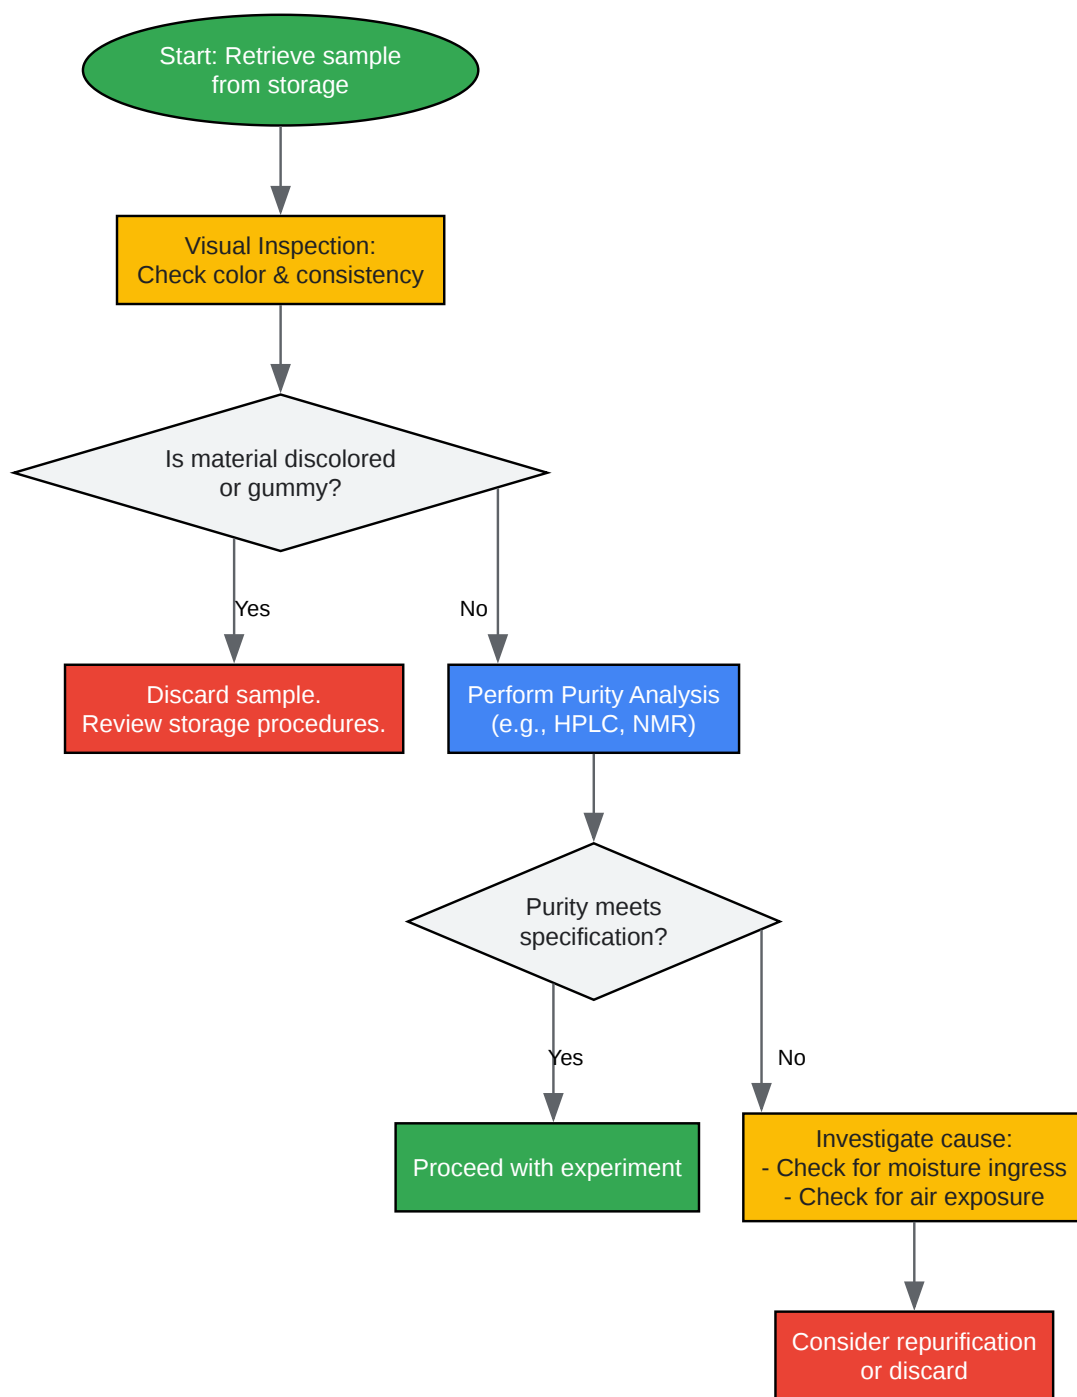 Start: Retrieve sample
from storage
Visual Inspection:
Check color & consistency
Is material discolored
or gummy?
Yes
No
Discard sample.
Review storage procedures.
Perform Purity Analysis
(e.g., HPLC, NMR)
Purity meets
specification?
Yes
No
Proceed with experiment
Investigate cause:
- Check for moisture ingress
- Check for air exposure
Consider repurification
or discard